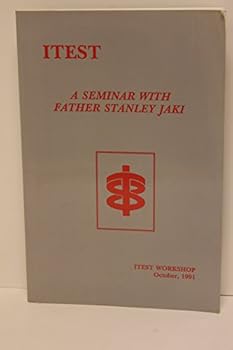 ITEST
A SEMINAR WITH
FATHER STANLEY JAKI
ITEST WORKSHOP
October, 1991